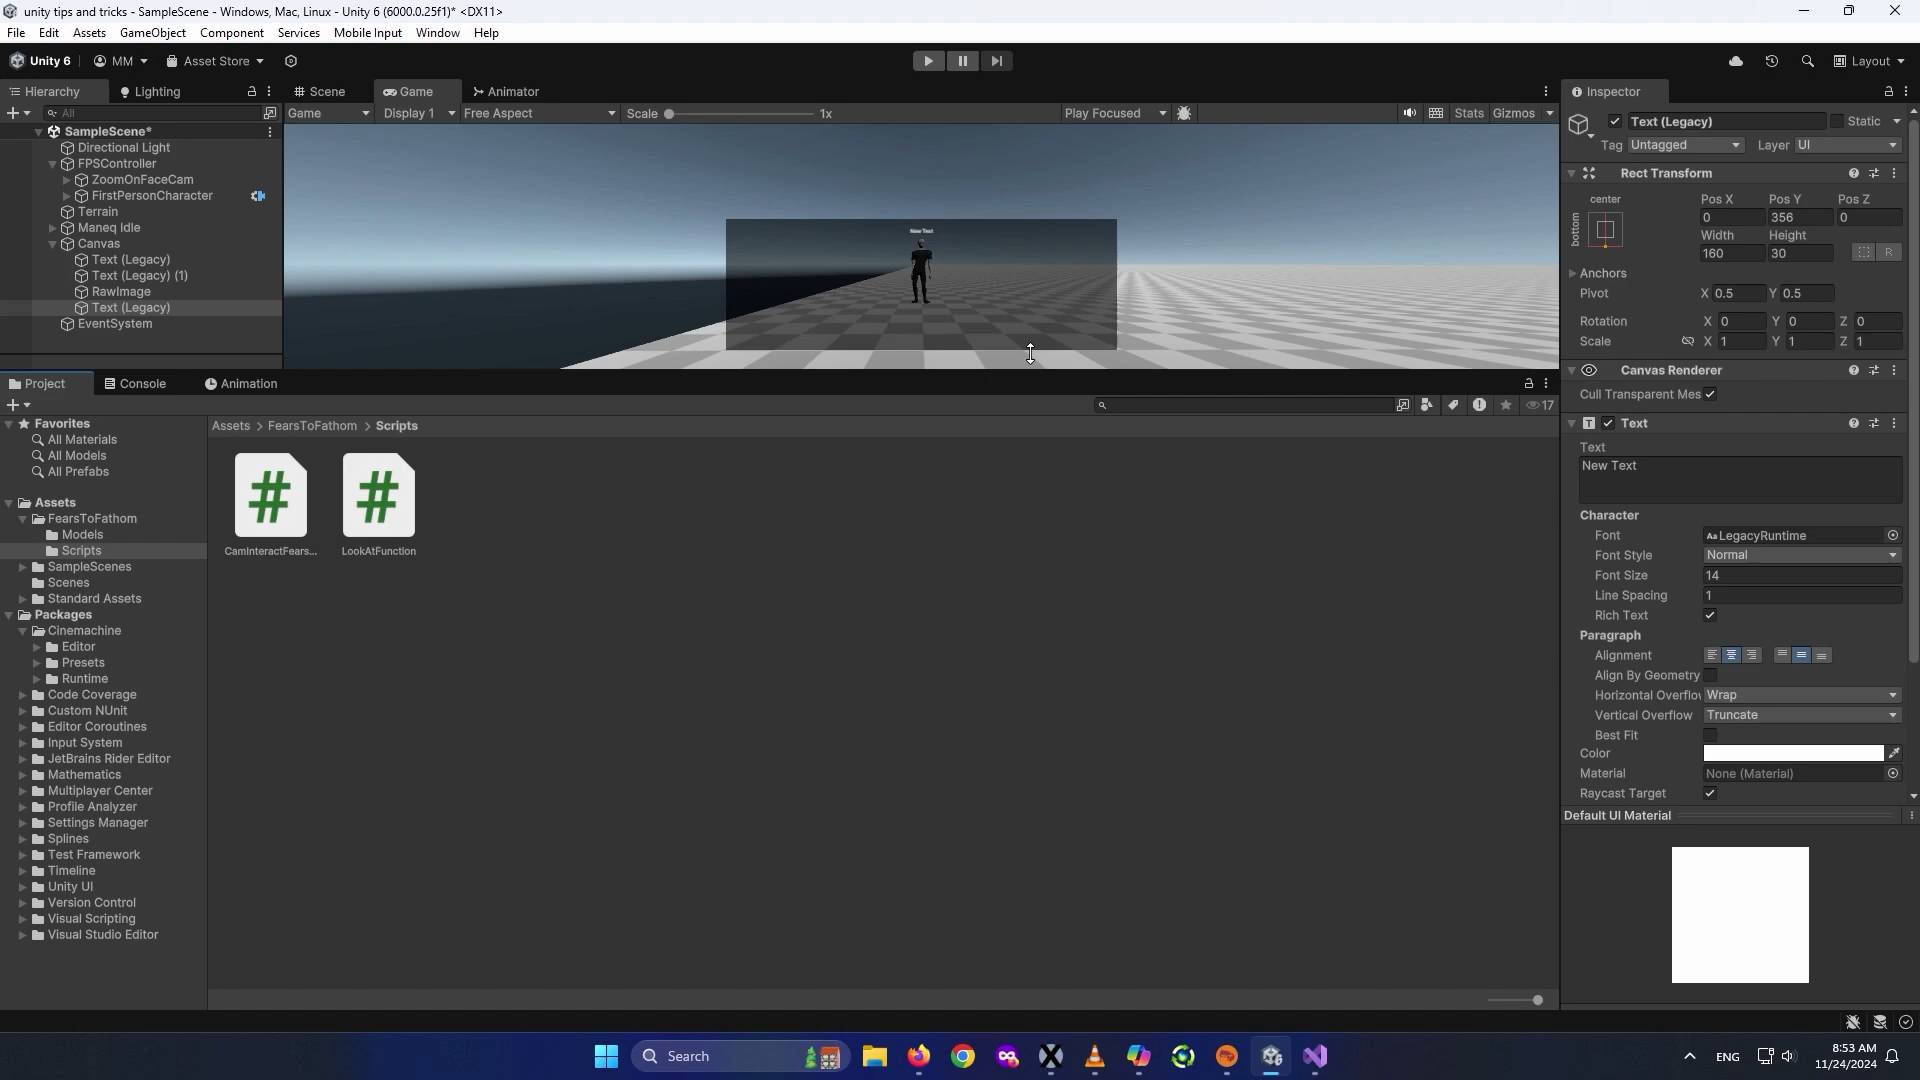 unity tips and tricks - SampleScene - Windows, Mac, Linux - Unity 6 (6000.0.25f1)* <DX11>
File Edit Assets GameObject Component Services Mobile Input Window Help
Unity 6 MM Asset Store Layout
Hierarchy Lighting Scene Game Animator Inspector
All Game Display 1 Free Aspect Scale 1x Play Focused Stats Gizmos
SampleScene*
Directional Light
FPSController
ZoomOnFaceCam
FirstPersonCharacter
Terrain
Maneq Idle
Canvas
Text (Legacy)
Text (Legacy) (1)
RawImage
Text (Legacy)
EventSystem
New Text
Text (Legacy) Static
Tag Untagged Layer UI
Rect Transform
center Pos X Pos Y Pos Z
bottom 0 356 0
Width Height
160 30 R
Anchors
Pivot X 0.5 Y 0.5
Rotation X 0 Y 0 Z 0
Scale X 1 Y 1 Z 1
Canvas Renderer
Cull Transparent Mes
Text
Text
New Text
Character
Font Aa LegacyRuntime
Font Style Normal
Font Size 14
Line Spacing 1
Rich Text
Paragraph
Alignment
Align By Geometry
Horizontal Overflow Wrap
Vertical Overflow Truncate
Best Fit
Color
Material None (Material)
Raycast Target
Default UI Material
Project Console Animation
17
Favorites
All Materials
All Models
All Prefabs
Assets
FearsToFathom
Models
Scripts
SampleScenes
Scenes
Standard Assets
Packages
Cinemachine
Editor
Presets
Runtime
Code Coverage
Custom NUnit
Editor Coroutines
Input System
JetBrains Rider Editor
Mathematics
Multiplayer Center
Profile Analyzer
Settings Manager
Splines
Test Framework
Timeline
Unity UI
Version Control
Visual Scripting
Visual Studio Editor
Assets > FearsToFathom > Scripts
# #
CamInteractFears... LookAtFunction
Search
ENG
8:53 AM
11/24/2024